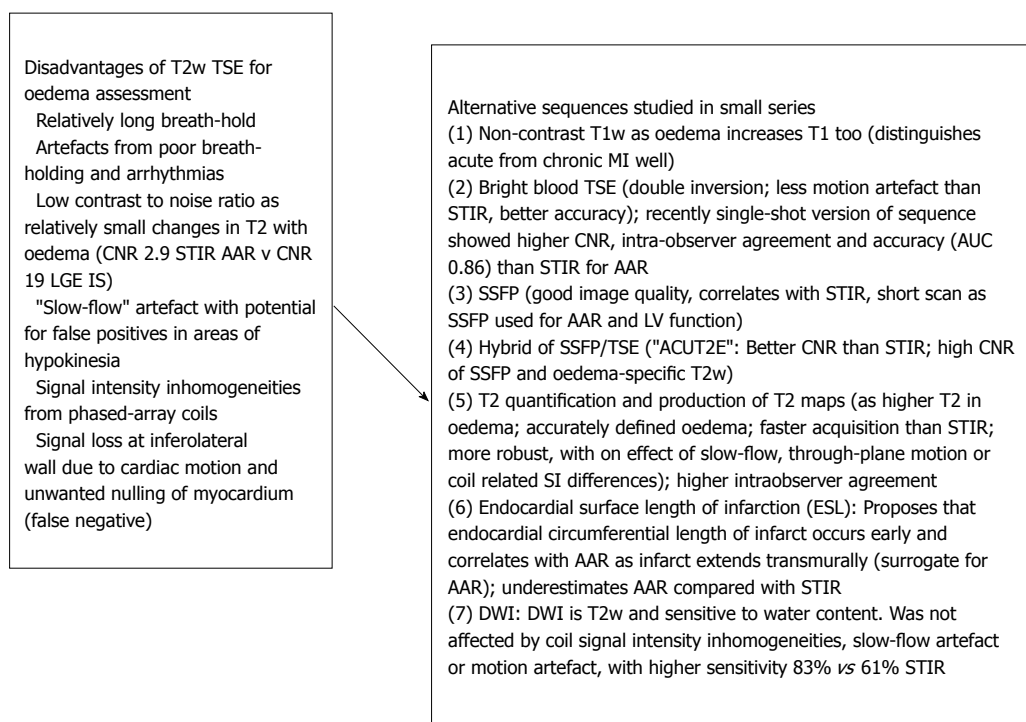 Disadvantages of T2w TSE for
oedema assessment
Relatively long breath-hold
Artefacts from poor breath-
holding and arrhythmias
Low contrast to noise ratio as
relatively small changes in T2 with
oedema (CNR 2.9 STIR AAR v CNR
19 LGE IS)
"Slow-flow" artefact with potential
for false positives in areas of
hypokinesia
Signal intensity inhomogeneities
from phased-array coils
Signal loss at inferolateral
wall due to cardiac motion and
unwanted nulling of myocardium
(false negative)
Alternative sequences studied in small series
(1) Non-contrast T1w as oedema increases T1 too (distinguishes
acute from chronic MI well)
(2) Bright blood TSE (double inversion; less motion artefact than
STIR, better accuracy); recently single-shot version of sequence
showed higher CNR, intra-observer agreement and accuracy (AUC
0.86) than STIR for AAR
(3) SSFP (good image quality, correlates with STIR, short scan as
SSFP used for AAR and LV function)
(4) Hybrid of SSFP/TSE ("ACUT2E": Better CNR than STIR; high CNR
of SSFP and oedema-specific T2w)
(5) T2 quantification and production of T2 maps (as higher T2 in
oedema; accurately defined oedema; faster acquisition than STIR;
more robust, with on effect of slow-flow, through-plane motion or
coil related SI differences); higher intraobserver agreement
(6) Endocardial surface length of infarction (ESL): Proposes that
endocardial circumferential length of infarct occurs early and
correlates with AAR as infarct extends transmurally (surrogate for
AAR); underestimates AAR compared with STIR
(7) DWI: DWI is T2w and sensitive to water content. Was not
affected by coil signal intensity inhomogeneities, slow-flow artefact
or motion artefact, with higher sensitivity 83% vs 61% STIR